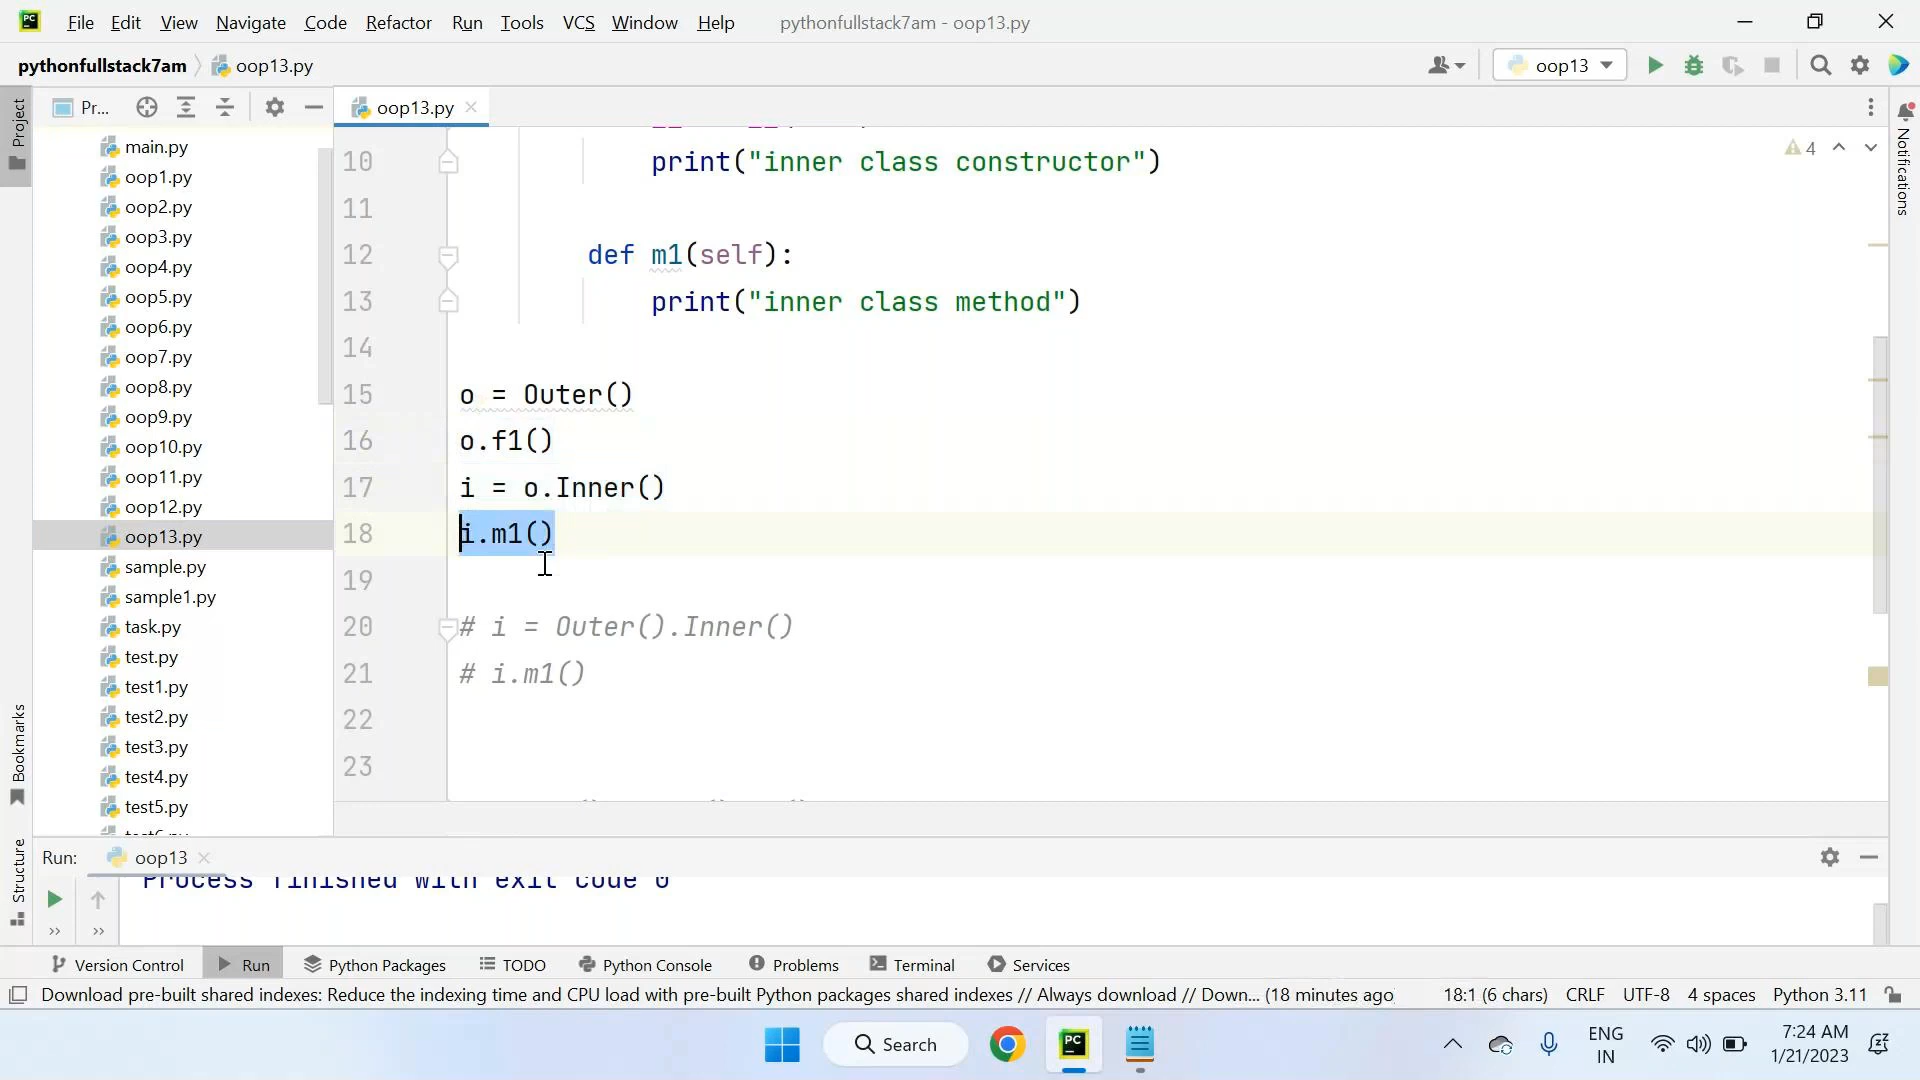 PC File Edit View Navigate Code Refactor Run Tools VCS Window Help pythonfullstack7am - oop13.py
pythonfullstack7am oop13.py oop13
Project
Pr...
oop13.py
main.py
oop1.py
oop2.py
oop3.py
oop4.py
oop5.py
oop6.py
oop7.py
oop8.py
oop9.py
oop10.py
oop11.py
oop12.py
oop13.py
sample.py
sample1.py
task.py
test.py
test1.py
test2.py
test3.py
test4.py
test5.py
10 print("inner class constructor")
11
12 def m1(self):
13 print("inner class method")
14
15 o = Outer()
16 o.f1()
17 i = o.Inner()
18 i.m1()
19
20 # i = Outer().Inner()
21 # i.m1()
22
23
4
Notifications
Bookmarks
Structure
Run: oop13
Process finished with exit code 0
Version Control Run Python Packages TODO Python Console Problems Terminal Services
Download pre-built shared indexes: Reduce the indexing time and CPU load with pre-built Python packages shared indexes // Always download // Down... (18 minutes ago 18:1 (6 chars) CRLF UTF-8 4 spaces Python 3.11
Search
PC
ENG
IN
7:24 AM
1/21/2023